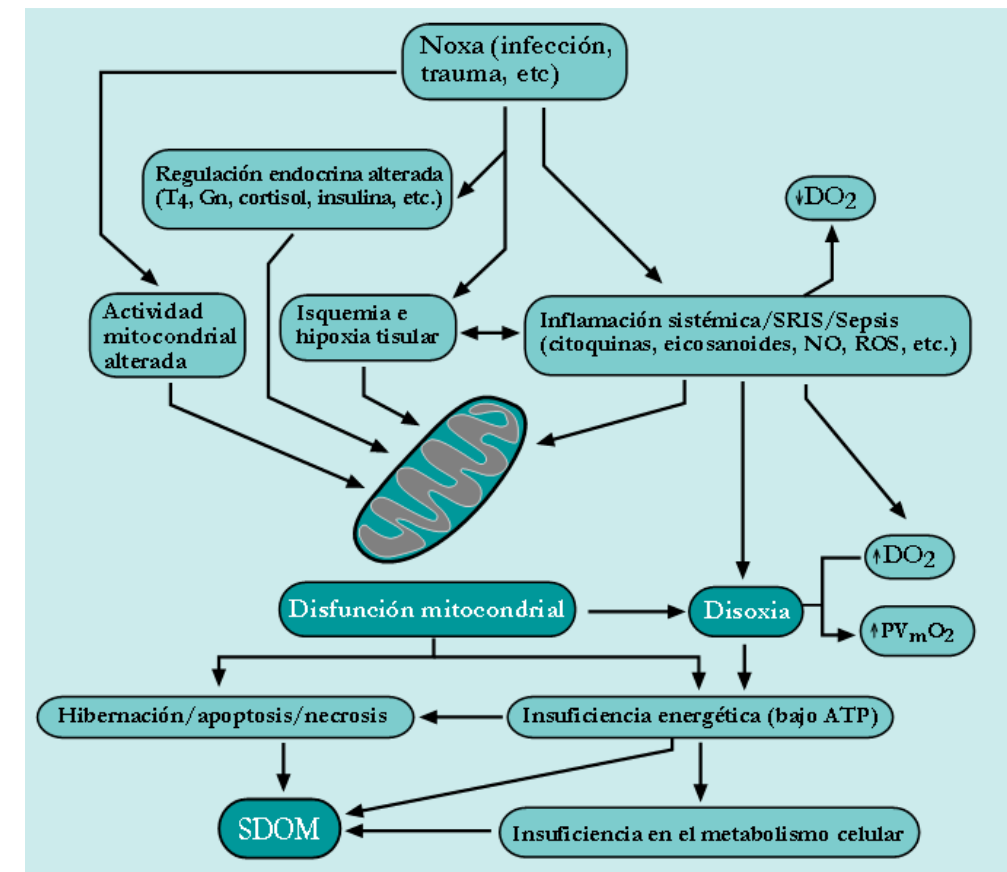 Noxa (infección,
trauma, etc)
Regulación endocrina alterada
(T4, Gn, cortisol, insulina, etc.)
↓DO2
Actividad
mitocondrial
alterada
Isquemia e
hipoxia tisular
Inflamación sistémica/SRIS/Sepsis
(citoquinas, eicosanoides, NO, ROS, etc.)
↑DO2
Disfunción mitocondrial
Disoxia
↑PVmO2
Hibernación/apoptosis/necrosis
Insuficiencia energética (bajo ATP)
SDOM
Insuficiencia en el metabolismo celular